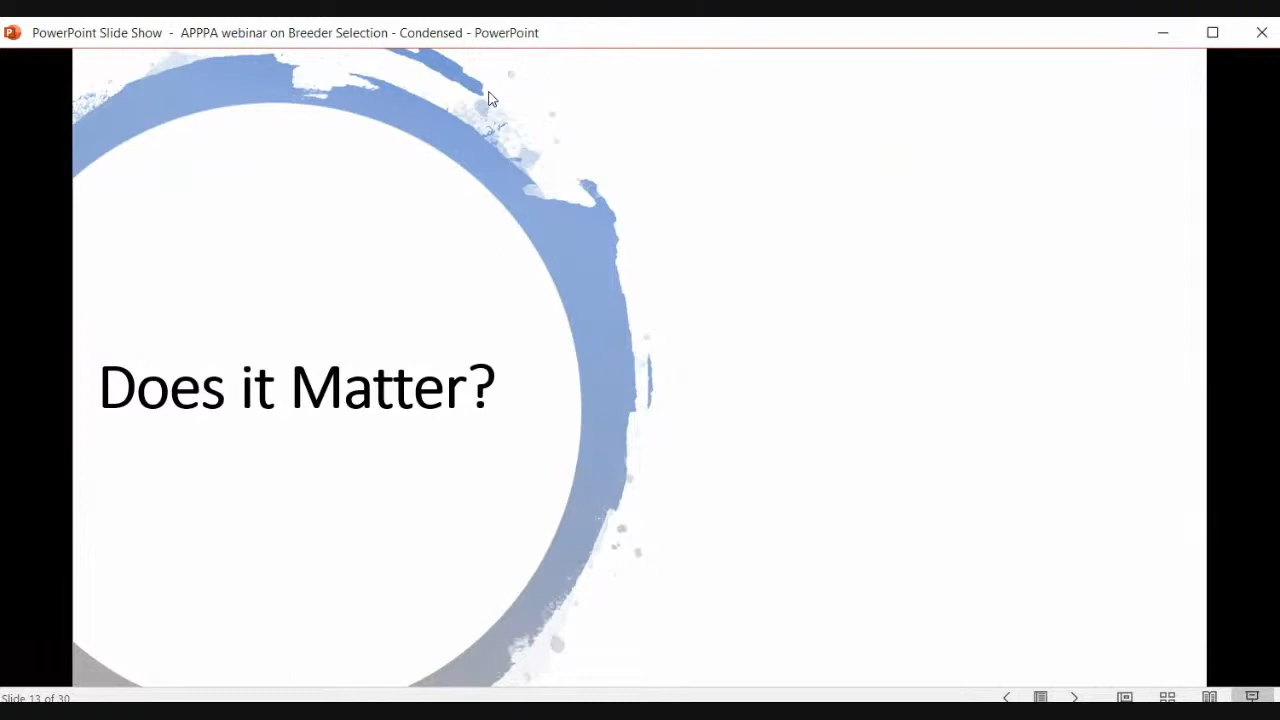 PowerPoint Slide Show - APPPA webinar on Breeder Selection - Condensed - PowerPoint
Does it Matter?
Slide 13 of 30